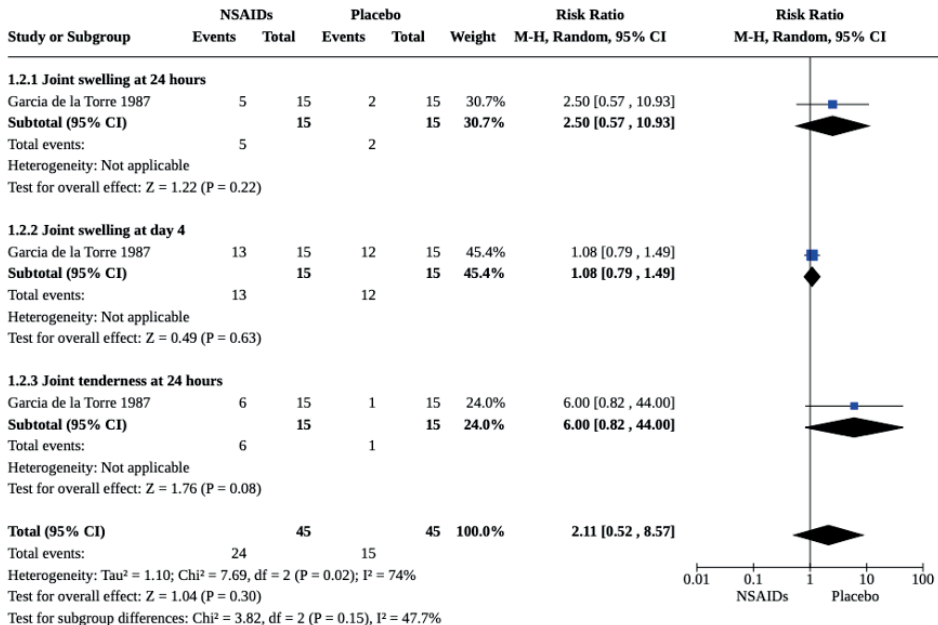 NSAIDs Placebo Risk Ratio Risk Ratio
Study or Subgroup Events Total Events Total Weight M-H, Random, 95% CI M-H, Random, 95% CI
1.2.1 Joint swelling at 24 hours
Garcia de la Torre 1987 5 15 2 15 30.7% 2.50 [0.57 , 10.93]
Subtotal (95% CI) 15 15 30.7% 2.50 [0.57 , 10.93]
Total events: 5 2
Heterogeneity: Not applicable
Test for overall effect: Z = 1.22 (P = 0.22)
1.2.2 Joint swelling at day 4
Garcia de la Torre 1987 13 15 12 15 45.4% 1.08 [0.79 , 1.49]
Subtotal (95% CI) 15 15 45.4% 1.08 [0.79 , 1.49]
Total events: 13 12
Heterogeneity: Not applicable
Test for overall effect: Z = 0.49 (P = 0.63)
1.2.3 Joint tenderness at 24 hours
Garcia de la Torre 1987 6 15 1 15 24.0% 6.00 [0.82 , 44.00]
Subtotal (95% CI) 15 15 24.0% 6.00 [0.82 , 44.00]
Total events: 6 1
Heterogeneity: Not applicable
Test for overall effect: Z = 1.76 (P = 0.08)
Total (95% CI) 45 45 100.0% 2.11 [0.52 , 8.57]
Total events: 24 15
Heterogeneity: Tau² = 1.10; Chi² = 7.69, df = 2 (P = 0.02); I² = 74%
0.01 0.1 1 10 100
Test for overall effect: Z = 1.04 (P = 0.30) NSAIDs Placebo
Test for subgroup differences: Chi² = 3.82, df = 2 (P = 0.15), I² = 47.7%